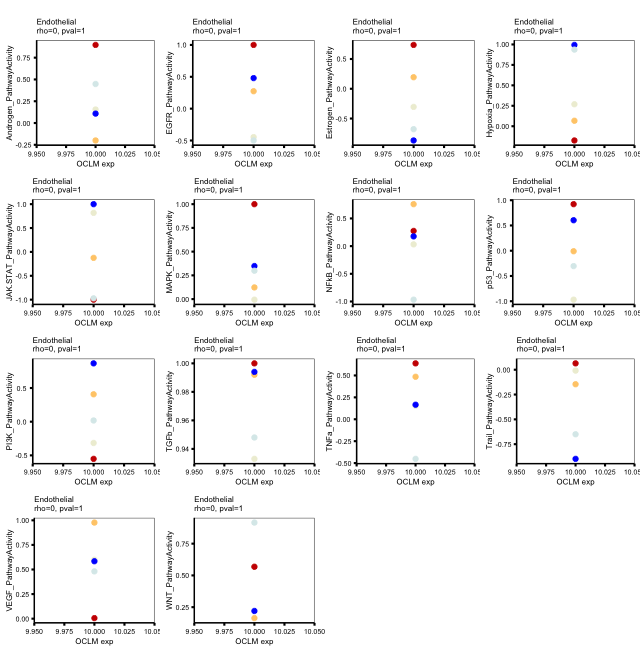 Endothelial
rho=0, pval=1
Androgen_PathwayActivity
0.75
0.50
0.25
0.00
-0.25
9.950 9.975 10.000 10.025 10.05
OCLM exp
Endothelial
rho=0, pval=1
EGFR_PathwayActivity
1.0
0.5
0.0
-0.5
9.950 9.975 10.000 10.025 10.05
OCLM exp
Endothelial
rho=0, pval=1
Estrogen_PathwayActivity
0.5
0.0
-0.5
9.950 9.975 10.000 10.025 10.05
OCLM exp
Endothelial
rho=0, pval=1
Hypoxia_PathwayActivity
1.00
0.75
0.50
0.25
0.00
9.950 9.975 10.000 10.025 10.05
OCLM exp
Endothelial
rho=0, pval=1
JAK.STAT_PathwayActivity
1.0
0.5
0.0
-0.5
-1.0
9.950 9.975 10.000 10.025 10.05
OCLM exp
Endothelial
rho=0, pval=1
MAPK_PathwayActivity
1.00
0.75
0.50
0.25
0.00
9.950 9.975 10.000 10.025 10.05
OCLM exp
Endothelial
rho=0, pval=1
NFkB_PathwayActivity
0.5
0.0
-0.5
-1.0
9.950 9.975 10.000 10.025 10.05
OCLM exp
Endothelial
rho=0, pval=1
p53_PathwayActivity
0.5
0.0
-0.5
-1.0
9.950 9.975 10.000 10.025 10.05
OCLM exp
Endothelial
rho=0, pval=1
PI3K_PathwayActivity
0.5
0.0
-0.5
9.950 9.975 10.000 10.025 10.05
OCLM exp
Endothelial
rho=0, pval=1
TGFb_PathwayActivity
1.00
0.98
0.96
0.94
9.950 9.975 10.000 10.025 10.05
OCLM exp
Endothelial
rho=0, pval=1
TNFa_PathwayActivity
0.50
0.25
0.00
-0.25
-0.50
9.950 9.975 10.000 10.025 10.05
OCLM exp
Endothelial
rho=0, pval=1
Trail_PathwayActivity
0.00
-0.25
-0.50
-0.75
9.950 9.975 10.000 10.025 10.05
OCLM exp
Endothelial
rho=0, pval=1
VEGF_PathwayActivity
1.00
0.75
0.50
0.25
0.00
9.950 9.975 10.000 10.025 10.05
OCLM exp
Endothelial
rho=0, pval=1
WNT_PathwayActivity
0.75
0.50
0.25
9.950 9.975 10.000 10.025 10.050
OCLM exp